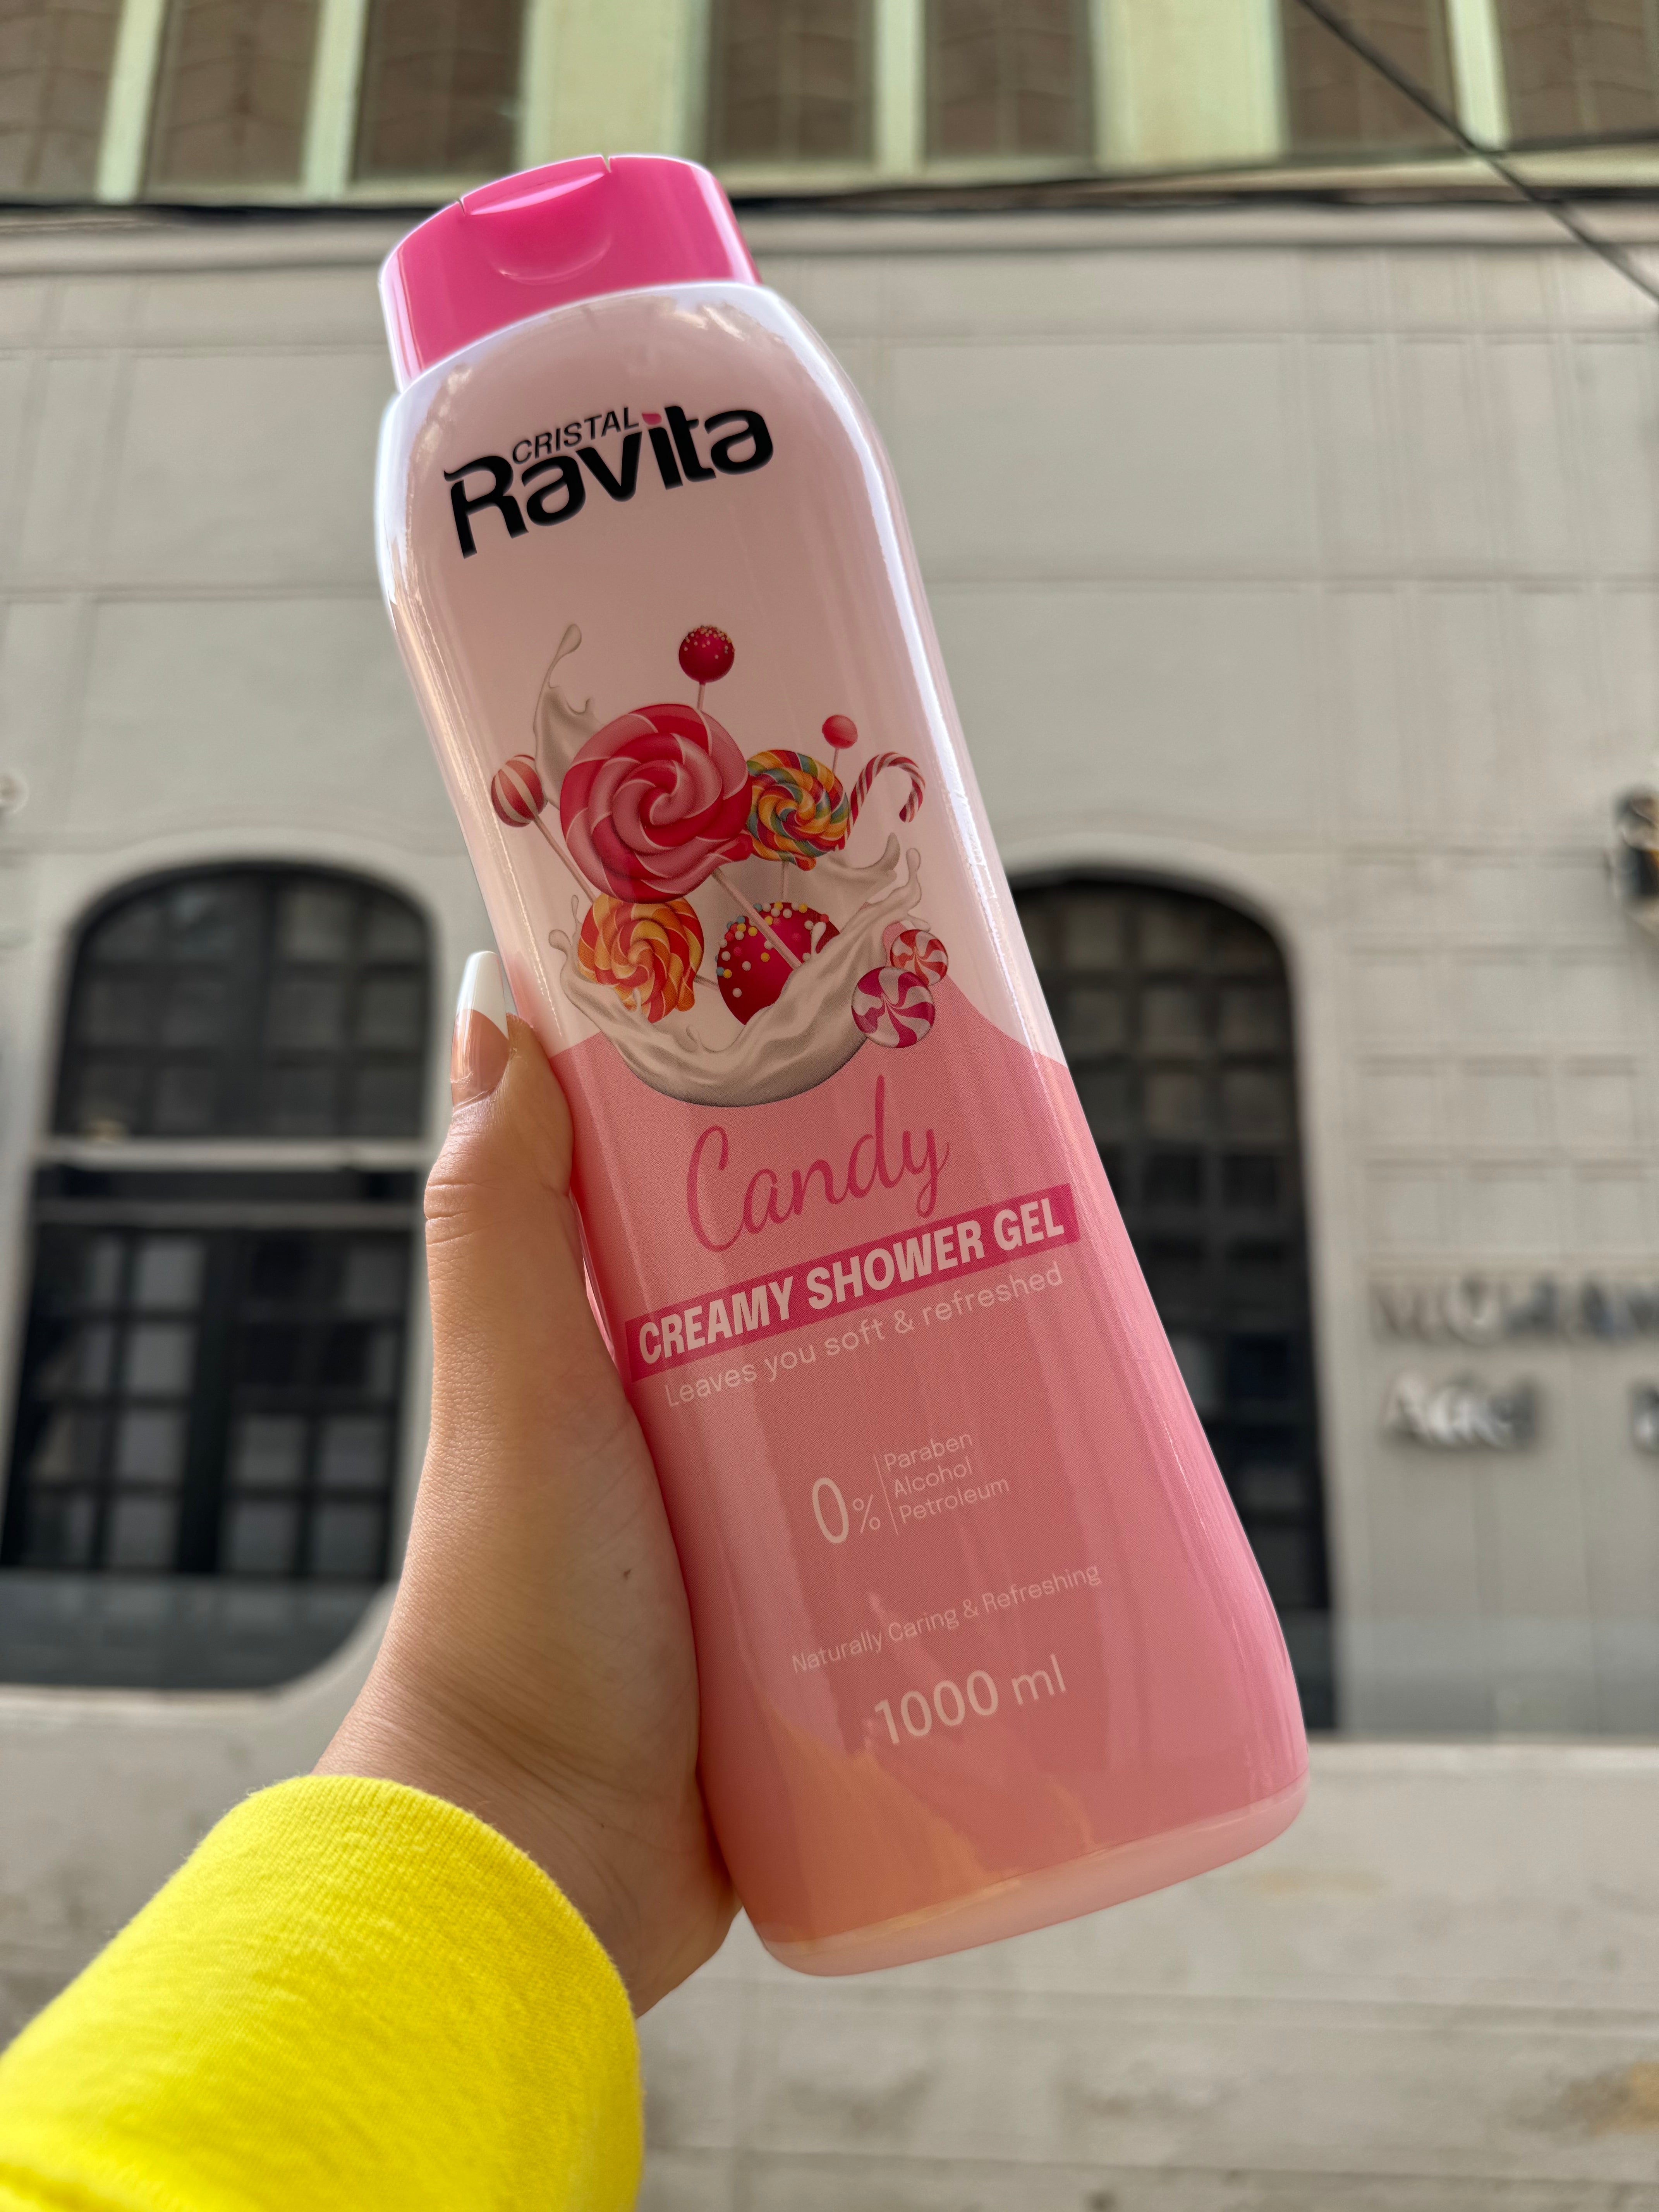 CRISTAL
Ravita
Candy
CREAMY SHOWER GEL
Leaves you soft & refreshed
0%
Paraben
Alcohol
Petroleum
Naturally Caring & Refreshing
1000 ml